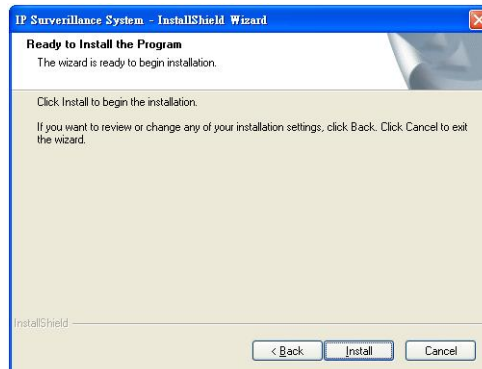 IP Surverillance System - InstallShield Wizard
Ready to Install the Program
The wizard is ready to begin installation.
Click Install to begin the installation.
If you want to review or change any of your installation settings, click Back. Click Cancel to exit
the wizard.
InstallShield
< Back Install Cancel